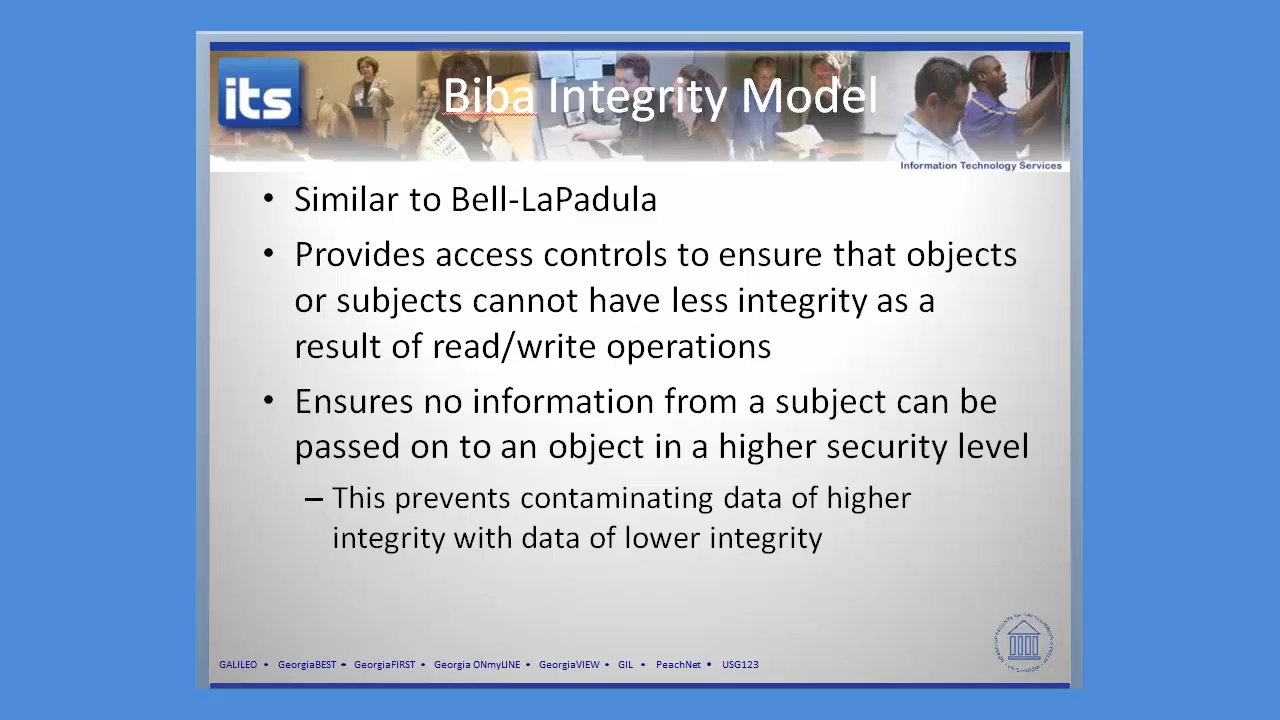 its
Biba Integrity Model
Information Technology Services
• Similar to Bell-LaPadula
• Provides access controls to ensure that objects
or subjects cannot have less integrity as a
result of read/write operations
• Ensures no information from a subject can be
passed on to an object in a higher security level
– This prevents contaminating data of higher
integrity with data of lower integrity
GALILEO • GeorgiaBEST • GeorgiaFIRST • Georgia ONmyLINE • GeorgiaVIEW • GIL • PeachNet • USG123